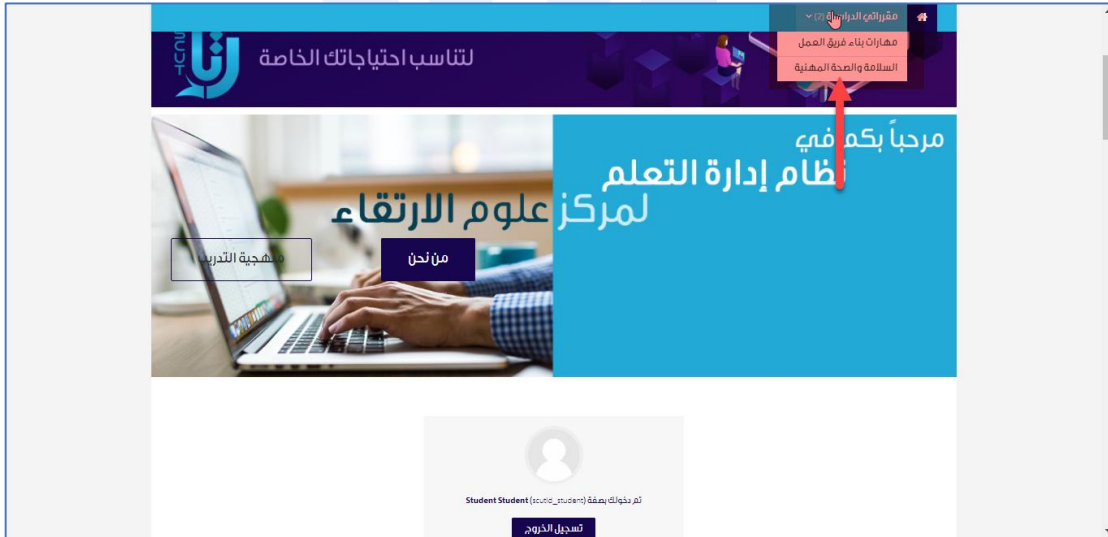 مقرراتي الدراسية (2)
مهارات بناء فريق العمل
السلامة والصحة المهنية
لتناسب احتياجاتك الخاصة
SCUT
مرحباً بكم في
نظام إدارة التعلم
لمركز علوم الارتقاء
من نحن
منهجية التدريب
تم دخولك بصفة Student Student (scutid_student)
تسجيل الخروج